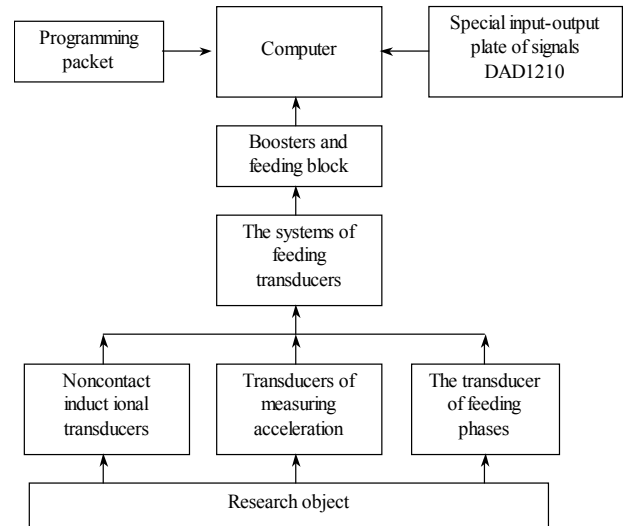 Programming
packet
Computer
Special input-output
plate of signals
DAD1210
Boosters and
feeding block
The systems of
feeding
transducers
Noncontact
induct ional
transducers
Transducers of
measuring
acceleration
The transducer
of feeding
phases
Research object